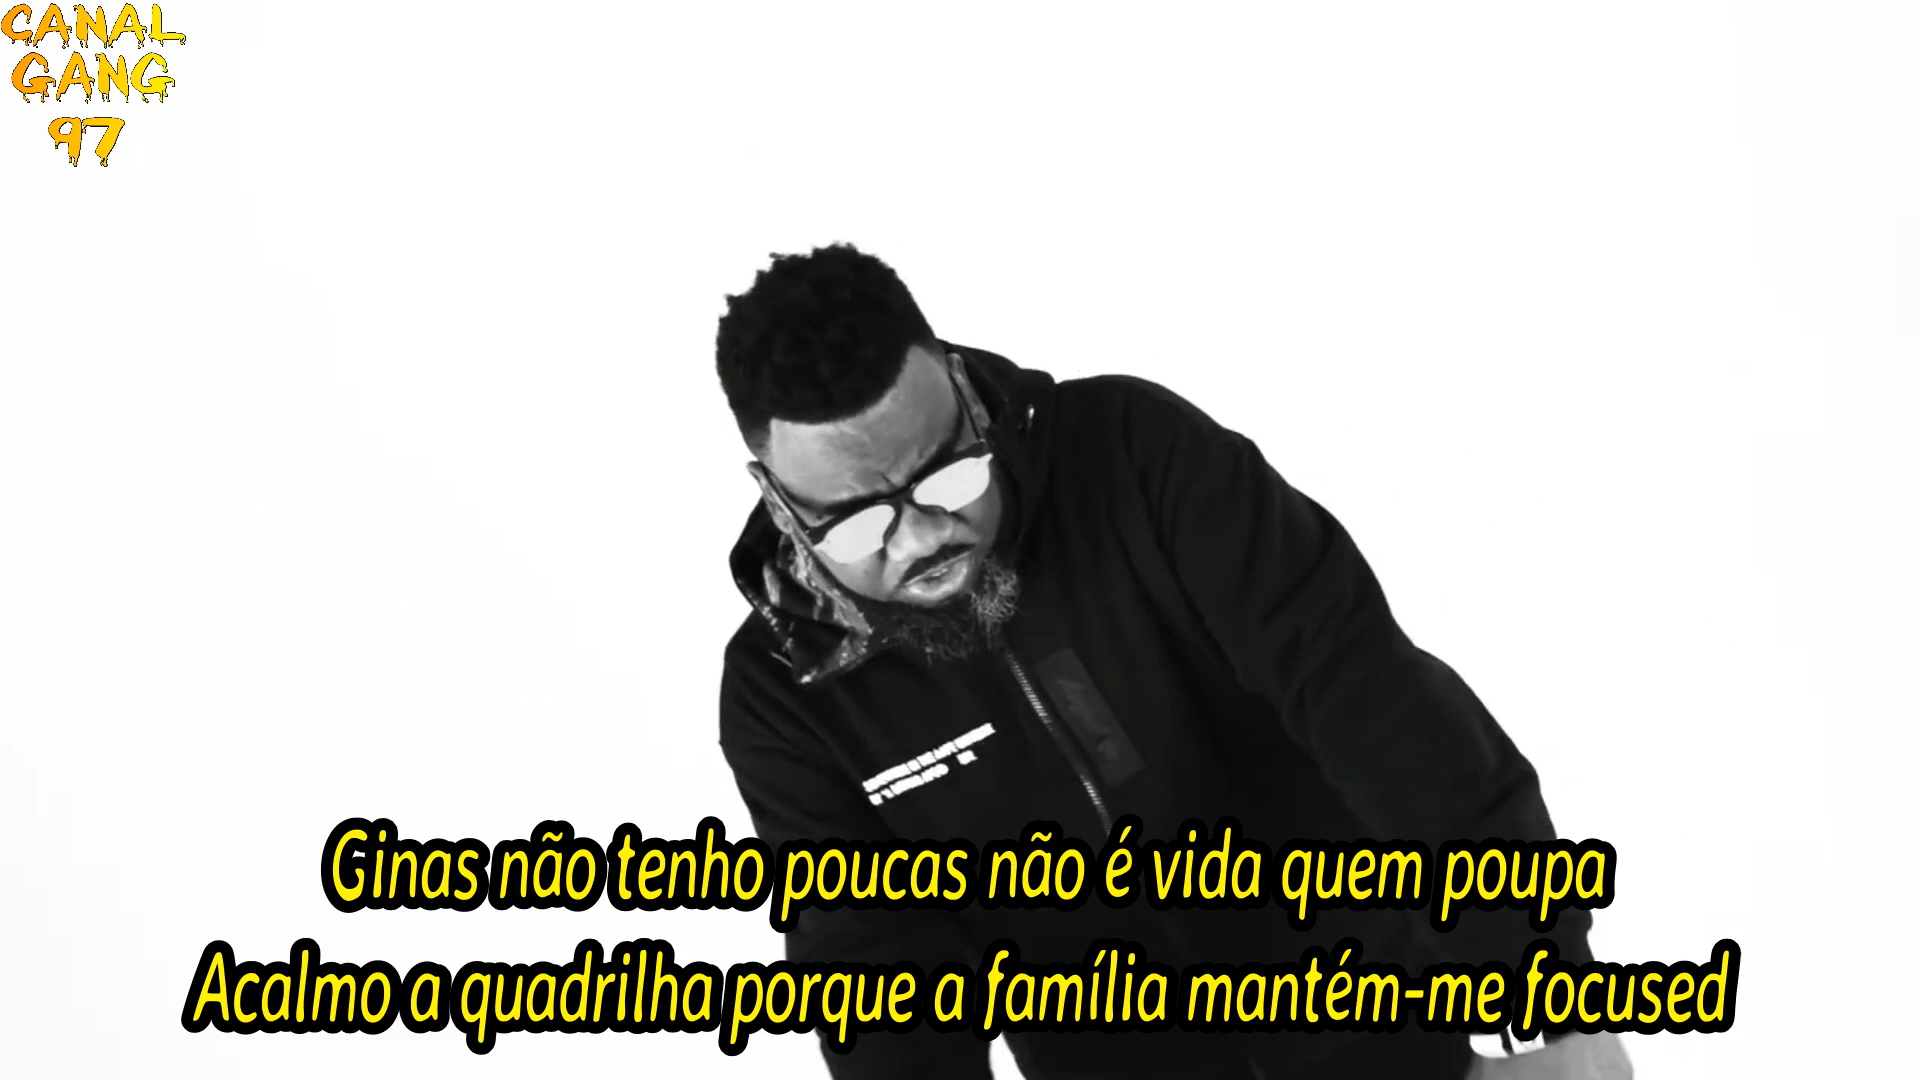 CANAL
GANG
97
Ginas não tenho poucas não é vida quem poupa
Acalmo a quadrilha porque a família mantém-me focused